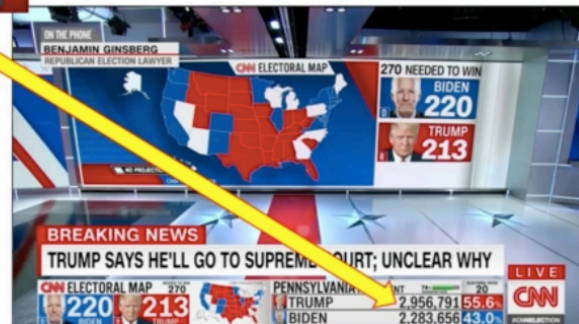 ON THE PHONE
BENJAMIN GINSBERG
REPUBLICAN ELECTION LAWYER
CNN ELECTORAL MAP
270 NEEDED TO WIN
BIDEN
220
TRUMP
213
BREAKING NEWS
TRUMP SAYS HE'LL GO TO SUPREME COURT; UNCLEAR WHY
LIVE
CNN
CNN ELECTORAL MAP
270
220
213
PENNSYLVANIA
20
TRUMP 2,956,791 55.6%
BIDEN 2,283,656 43.0%